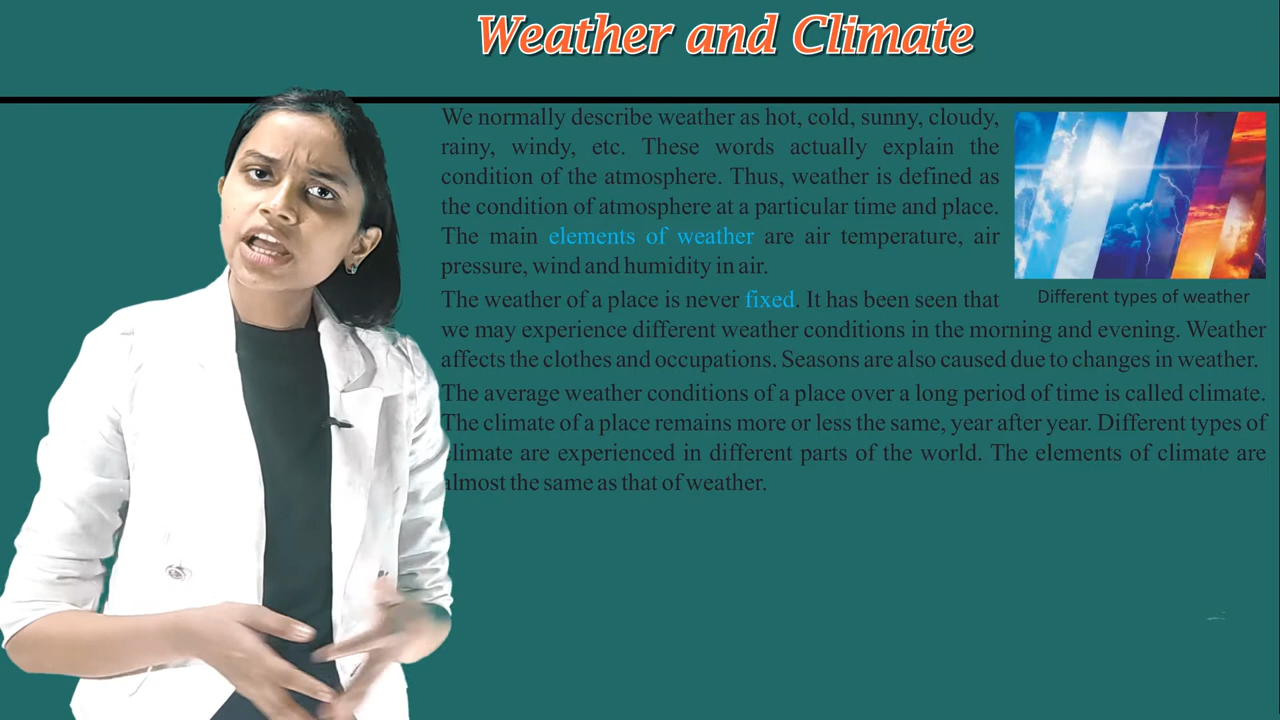 Weather and Climate
We normally describe weather as hot, cold, sunny, cloudy,
rainy, windy, etc. These words actually explain the
condition of the atmosphere. Thus, weather is defined as
the condition of atmosphere at a particular time and place.
The main elements of weather are air temperature, air
pressure, wind and humidity in air.
Different types of weather
The weather of a place is never fixed. It has been seen that
we may experience different weather conditions in the morning and evening. Weather
affects the clothes and occupations. Seasons are also caused due to changes in weather.
The average weather conditions of a place over a long period of time is called climate.
The climate of a place remains more or less the same, year after year. Different types of
climate are experienced in different parts of the world. The elements of climate are
almost the same as that of weather.